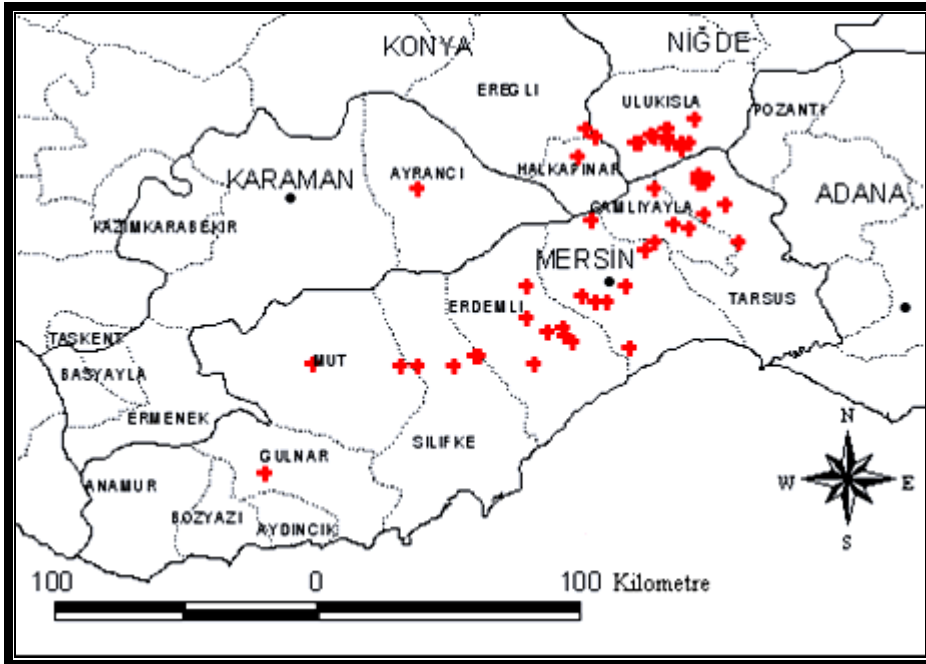 KONYA
NİĞDE
EREGLI
ULUKISLA
POZANTI
HALKAPINAR
AYRANCI
KARAMAN
ADANA
CAMLIYAYLA
KAZIMKARABEKIR
MERSİN
ERDEMLI
TARSUS
TASKENT
MUT
BASYAYLA
ERMENEK
SILIFKE
GULNAR
ANAMUR
BOZYAZI
AYDINCIK
N
W E
S
100 0 100 Kilometre